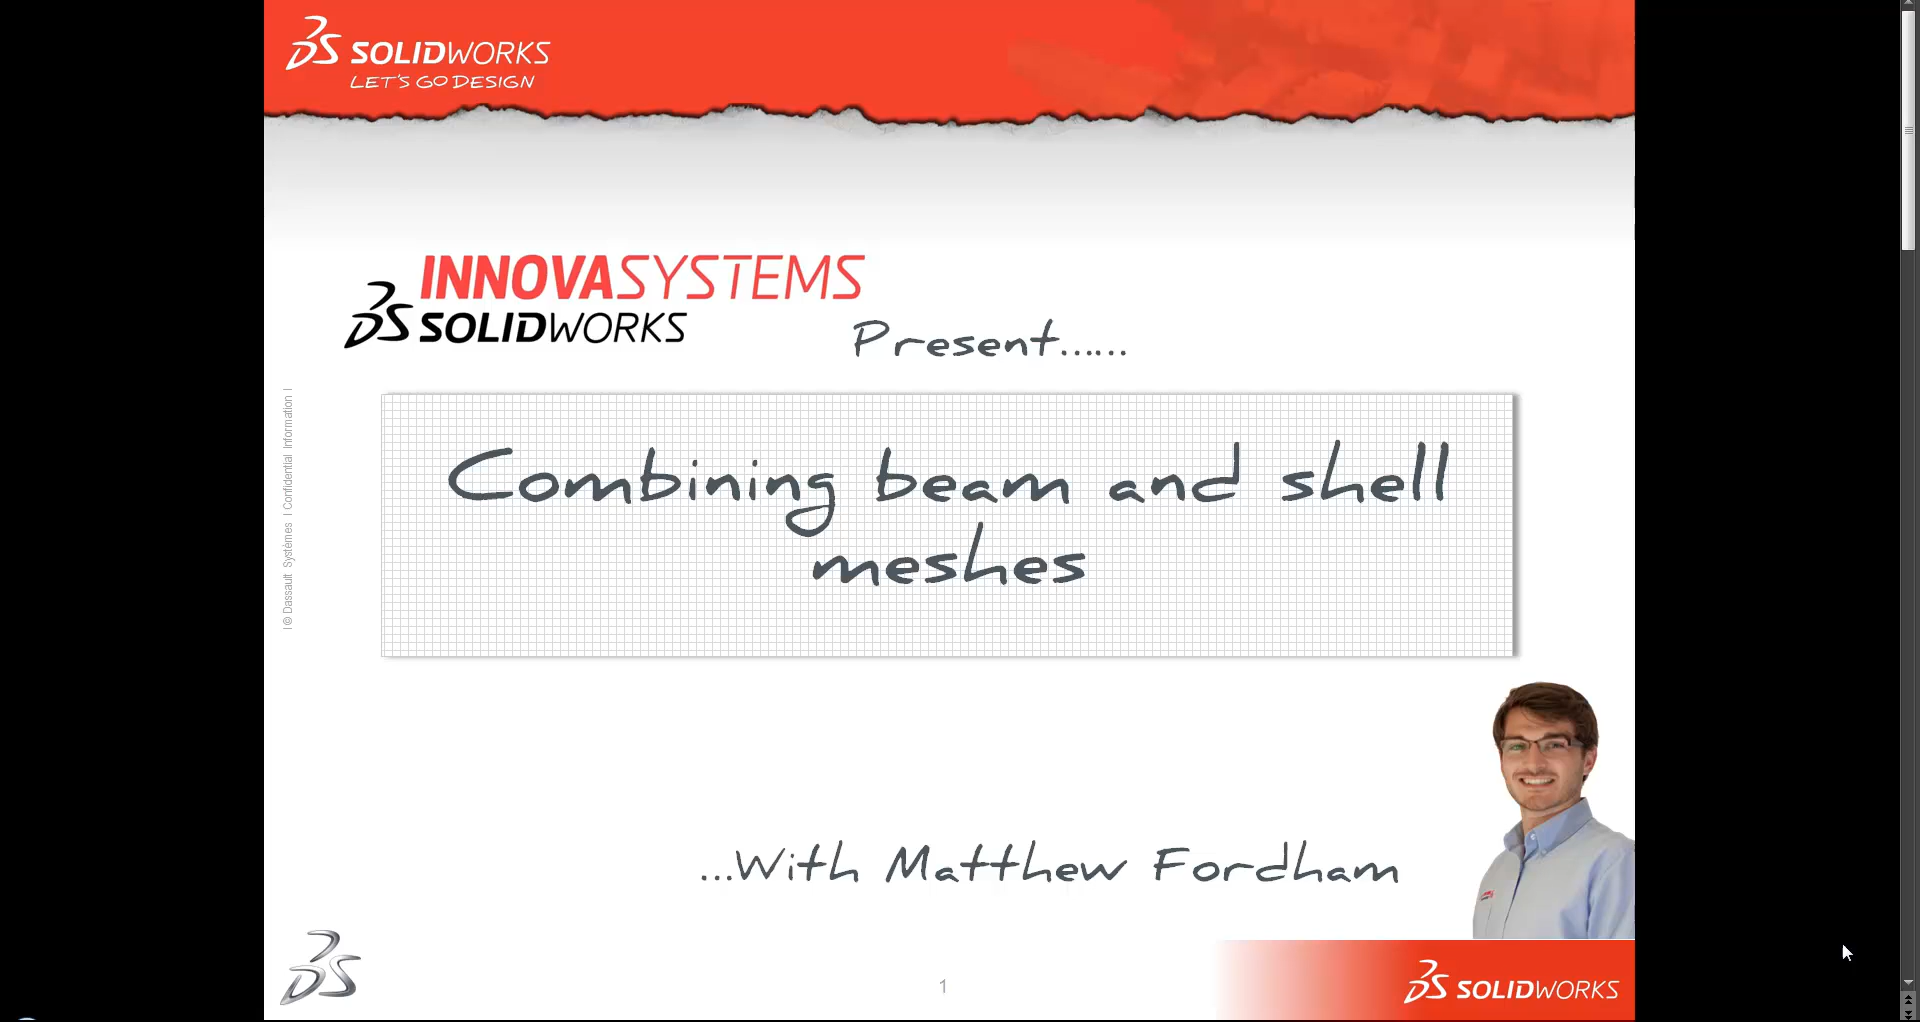 SOLIDWORKS
LET'S GO DESIGN
INNOVASYSTEMS
SOLIDWORKS
Present......
I © Dassault Systèmes I Confidential Information I
Combining beam and shell
meshes
...With Matthew Fordham
1
SOLIDWORKS